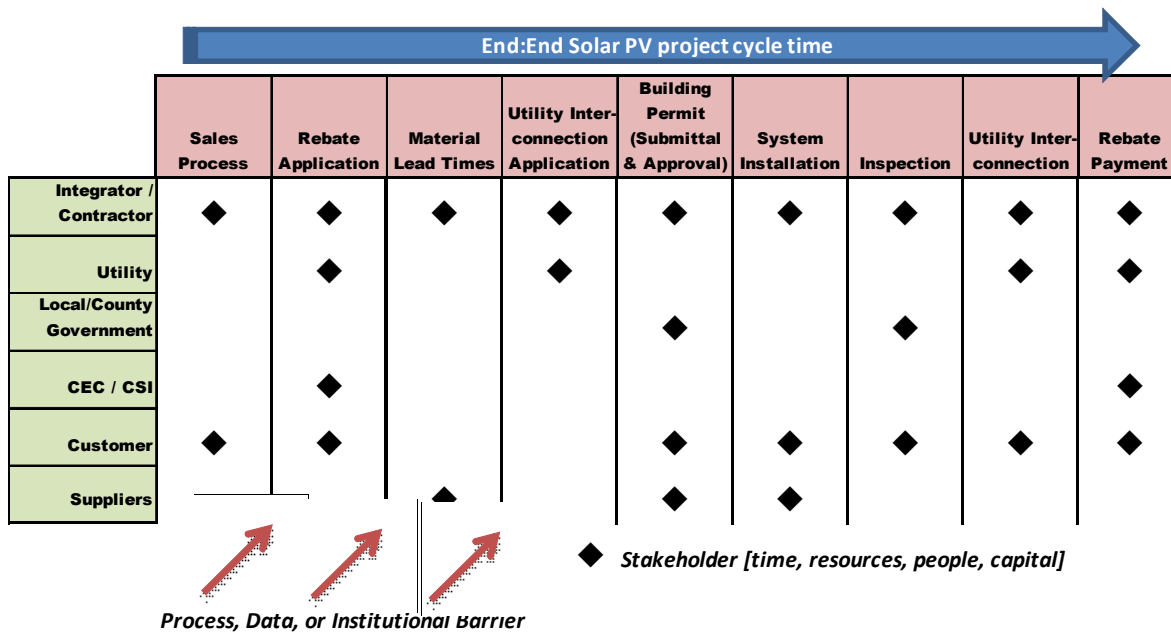 End:End Solar PV project cycle time
Sales
Process
Rebate
Application
Material
Lead Times
Utility Inter-
connection
Application
Building
Permit
(Submittal
& Approval)
System
Installation
Inspection
Utility Inter-
connection
Rebate
Payment
Integrator /
Contractor
Utility
Local/County
Government
CEC / CSI
Customer
Suppliers
Stakeholder [time, resources, people, capital]
Process, Data, or Institutional Barrier